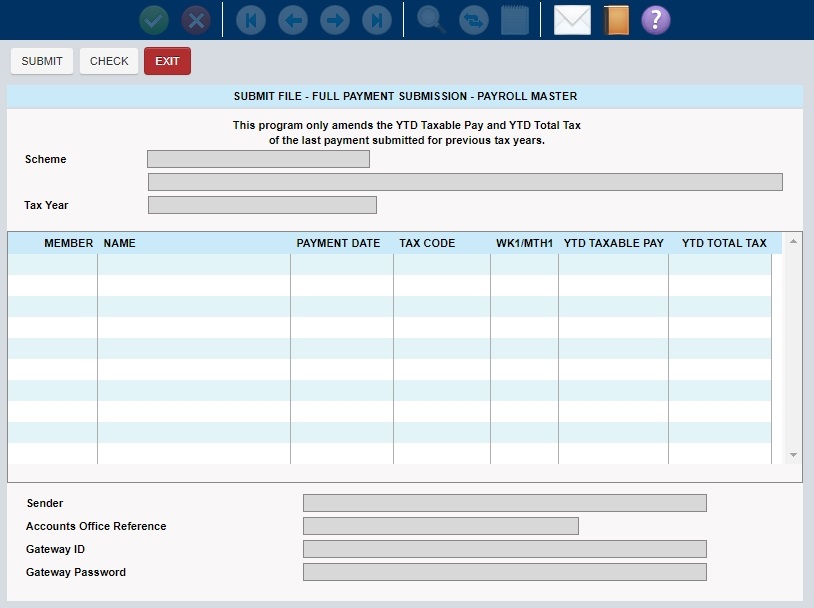 ?
SUBMIT CHECK EXIT
SUBMIT FILE - FULL PAYMENT SUBMISSION - PAYROLL MASTER
This program only amends the YTD Taxable Pay and YTD Total Tax
of the last payment submitted for previous tax years.
Scheme
Tax Year
MEMBER NAME PAYMENT DATE TAX CODE WK1/MTH1 YTD TAXABLE PAY YTD TOTAL TAX
Sender
Accounts Office Reference
Gateway ID
Gateway Password